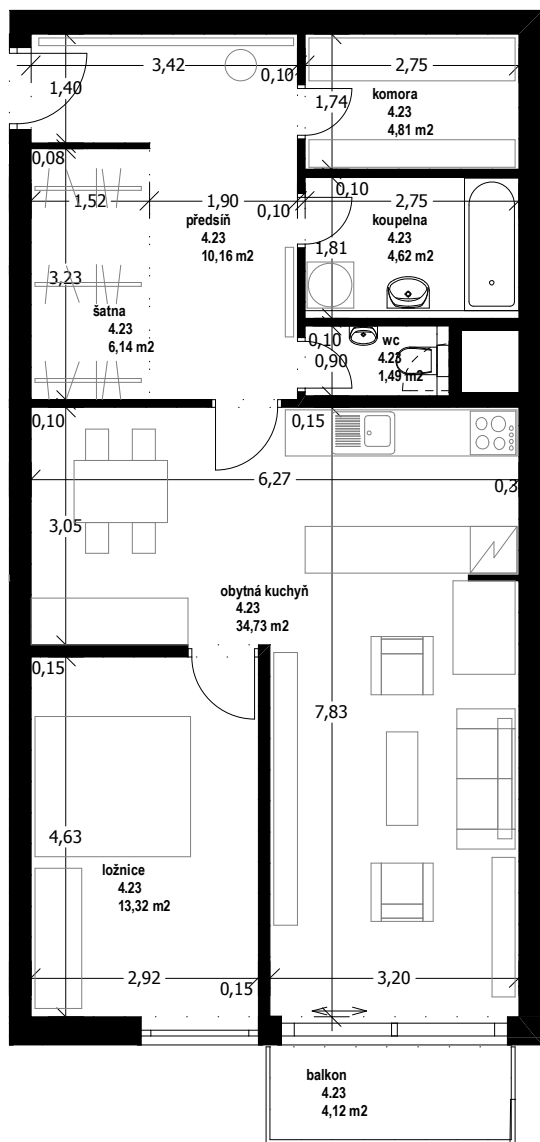 3,42
0,10
2,75
1,40
1,74
komora
4.23
4,81 m2
0,08
0,10
1,52
1,90
0,10
2,75
předsíň
4.23
10,16 m2
koupelna
4.23
4,62 m2
1,81
3,23
šatna
4.23
6,14 m2
0,10
0,90
wc
4.23
1,49 m2
0,10
0,15
6,27
0,3
3,05
obytná kuchyň
4.23
34,73 m2
0,15
7,83
4,63
ložnice
4.23
13,32 m2
2,92
0,15
3,20
balkon
4.23
4,12 m2